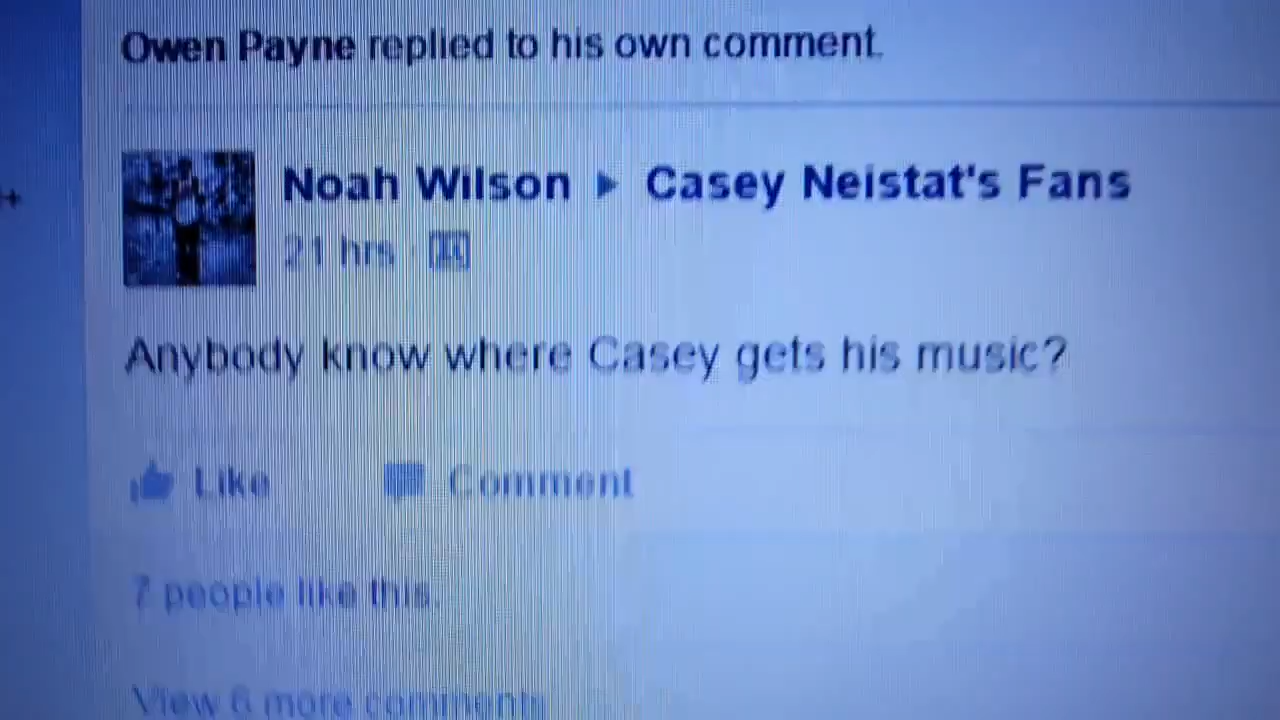 Owen Payne replied to his own comment.
Noah Wilson ▸ Casey Neistat's Fans
21 hrs ·
Anybody know where Casey gets his music?
Like Comment
7 people like this.
View 6 more comments